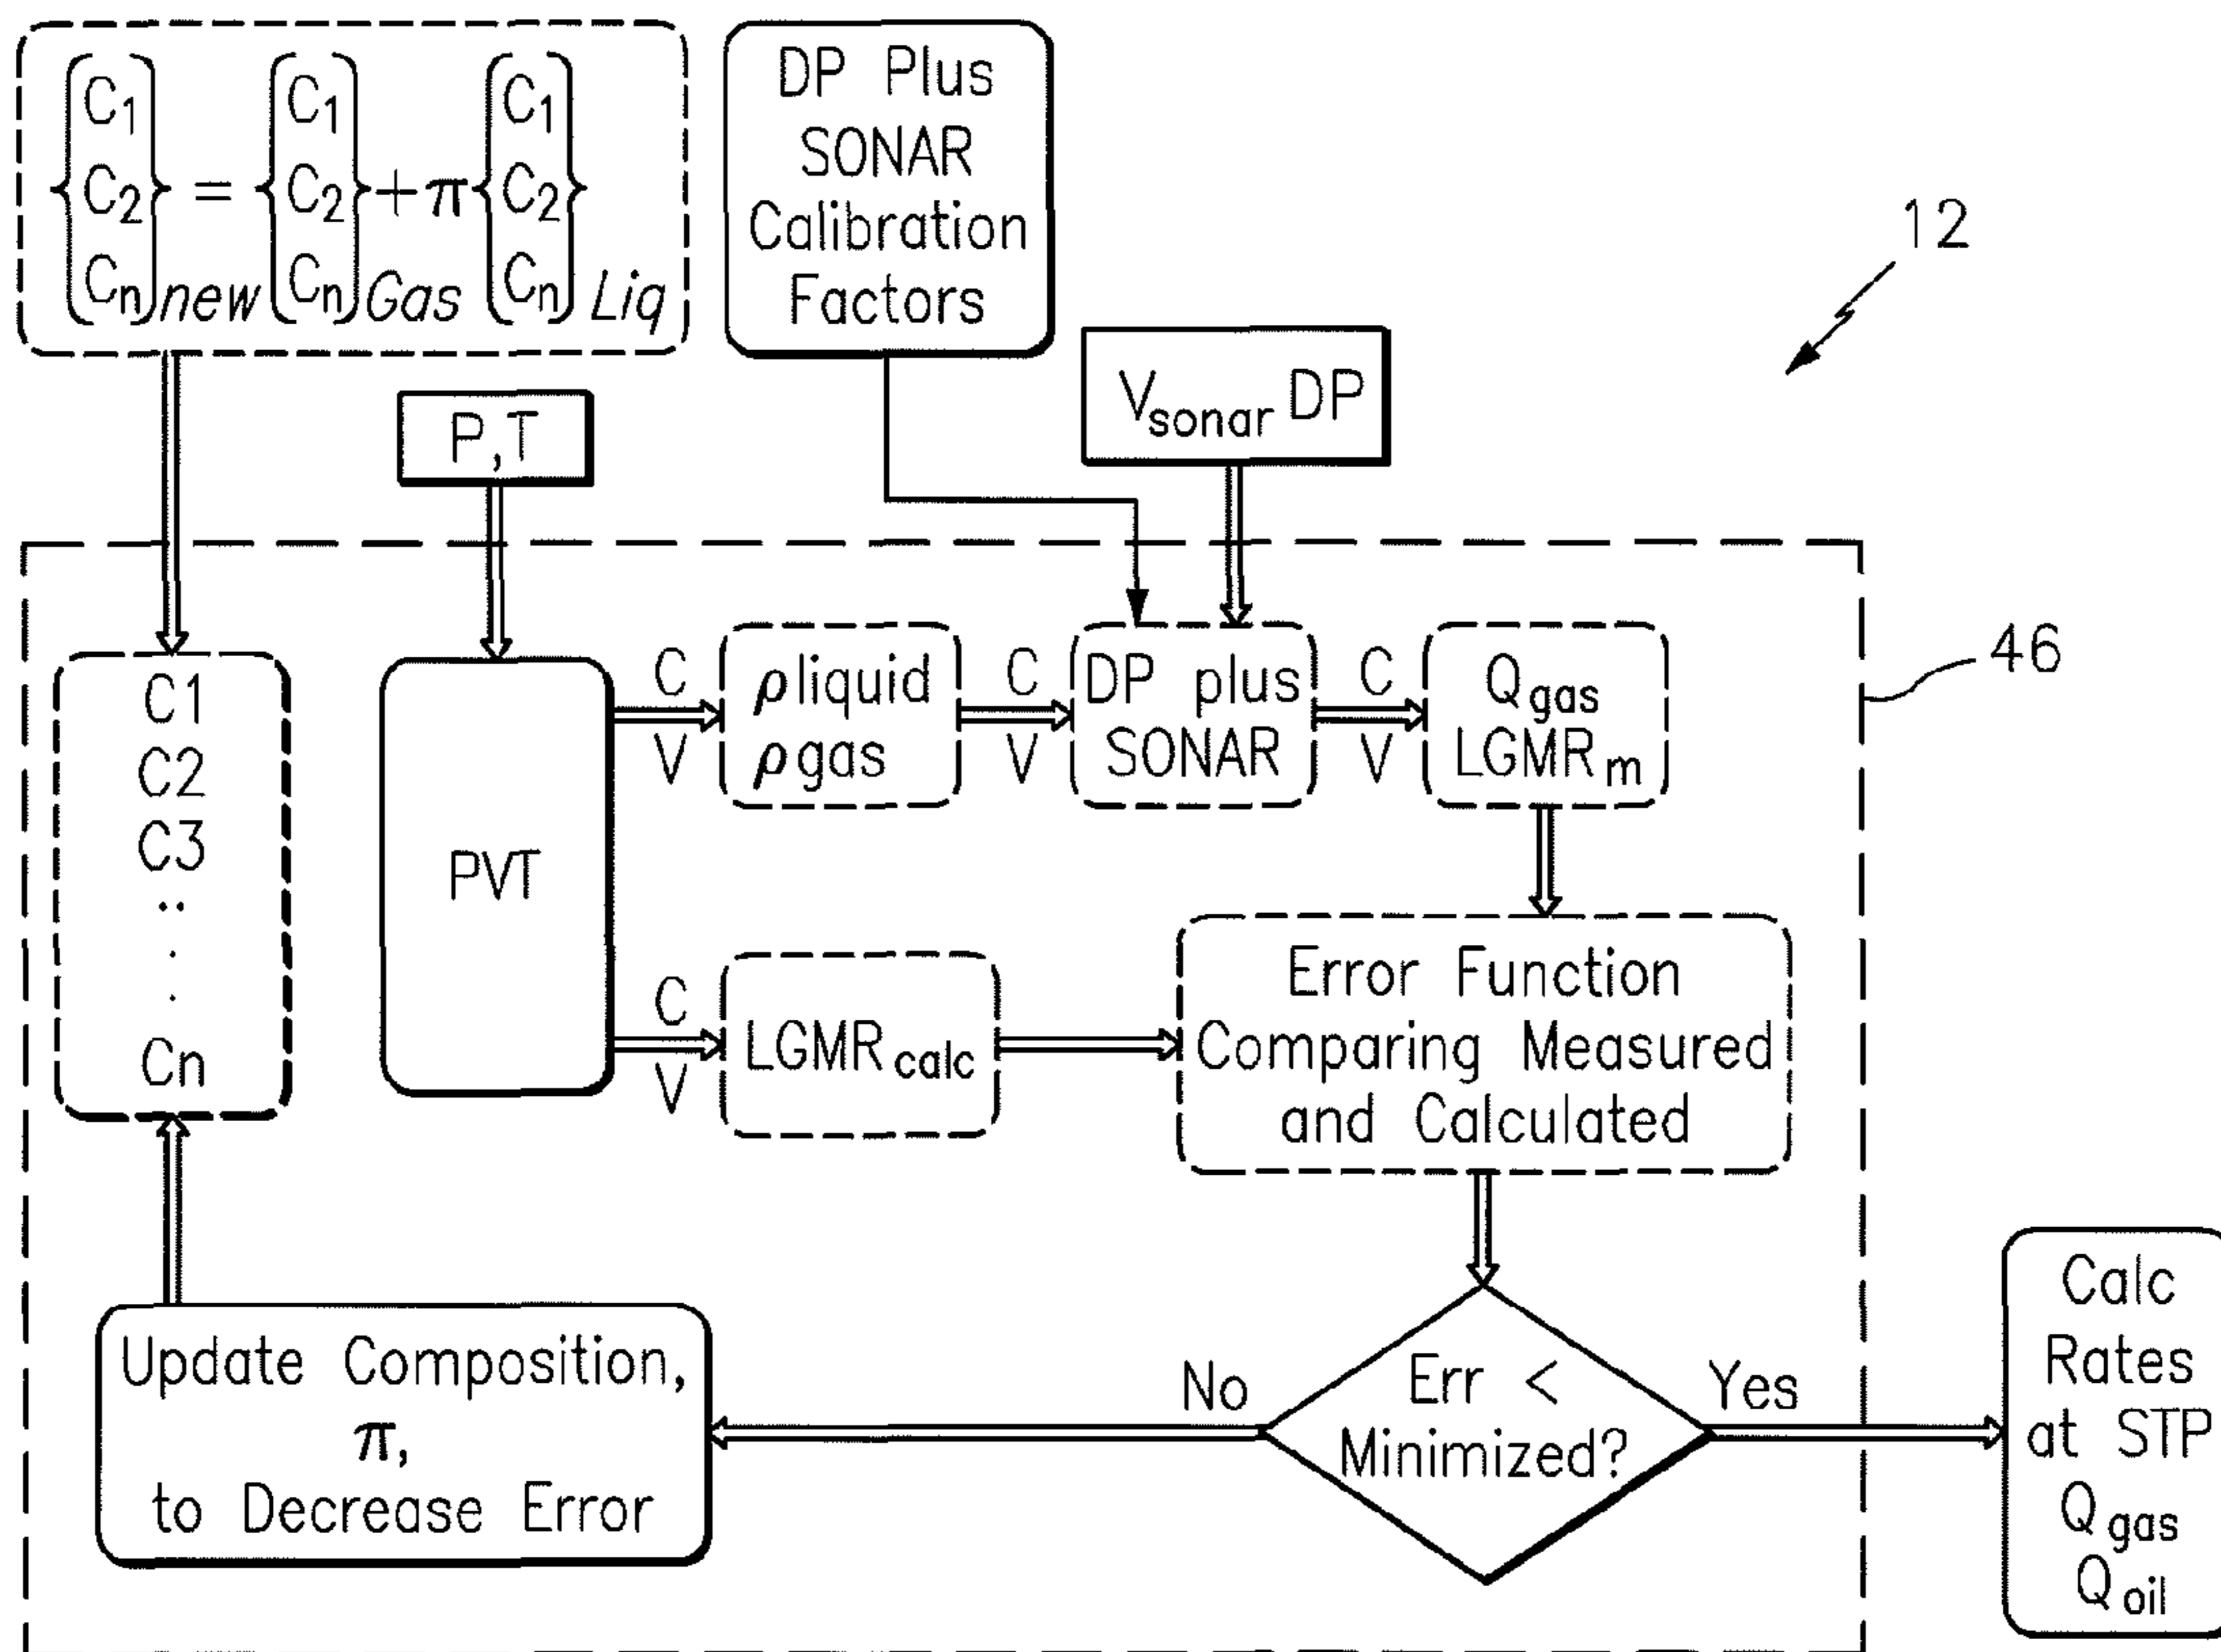 C1 C1 C1
C2 = C2 + π C2
Cn new Cn Gas Cn Liq
DP Plus
SONAR
Calibration
Factors
12
Vsonar DP
P,T
46
C1
C2
C3
..
.
.
Cn
PVT
C
V
ρliquid
ρgas
C
V
DP plus
SONAR
C
V
Qgas
LGMRm
C
V
LGMRcalc
Error Function
Comparing Measured
and Calculated
Err <
Minimized?
No
Yes
Update Composition,
π,
to Decrease Error
Calc
Rates
at STP
Qgas
Qoil